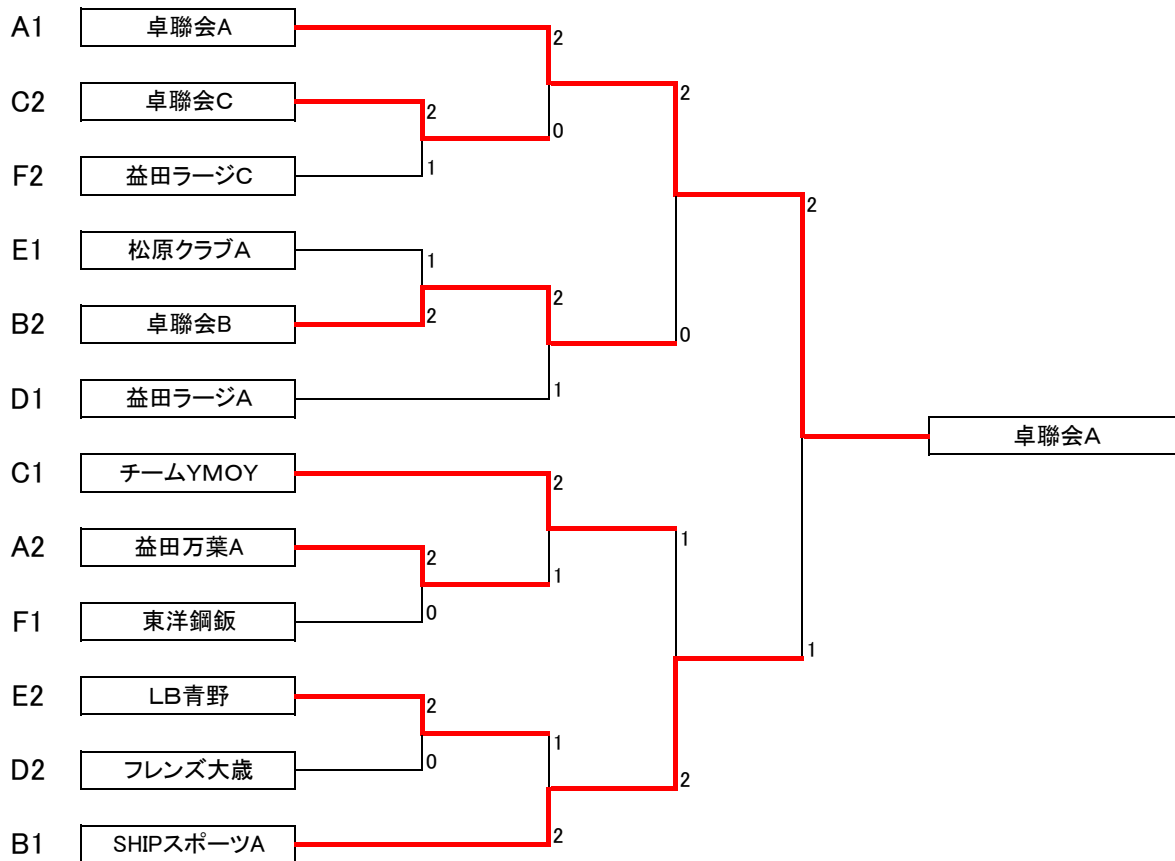 A1 卓聯会A
2
C2 卓聯会C
2
2
0
F2 益田ラージC
1
2
E1 松原クラブA
1
B2 卓聯会B
2
2
0
D1 益田ラージA
1
卓聯会A
C1 チームYMOY
2
1
A2 益田万葉A
2
1
F1 東洋鋼鈑
0
1
E2 LB青野
2
1
D2 フレンズ大歳
0
2
B1 SHIPスポーツA
2